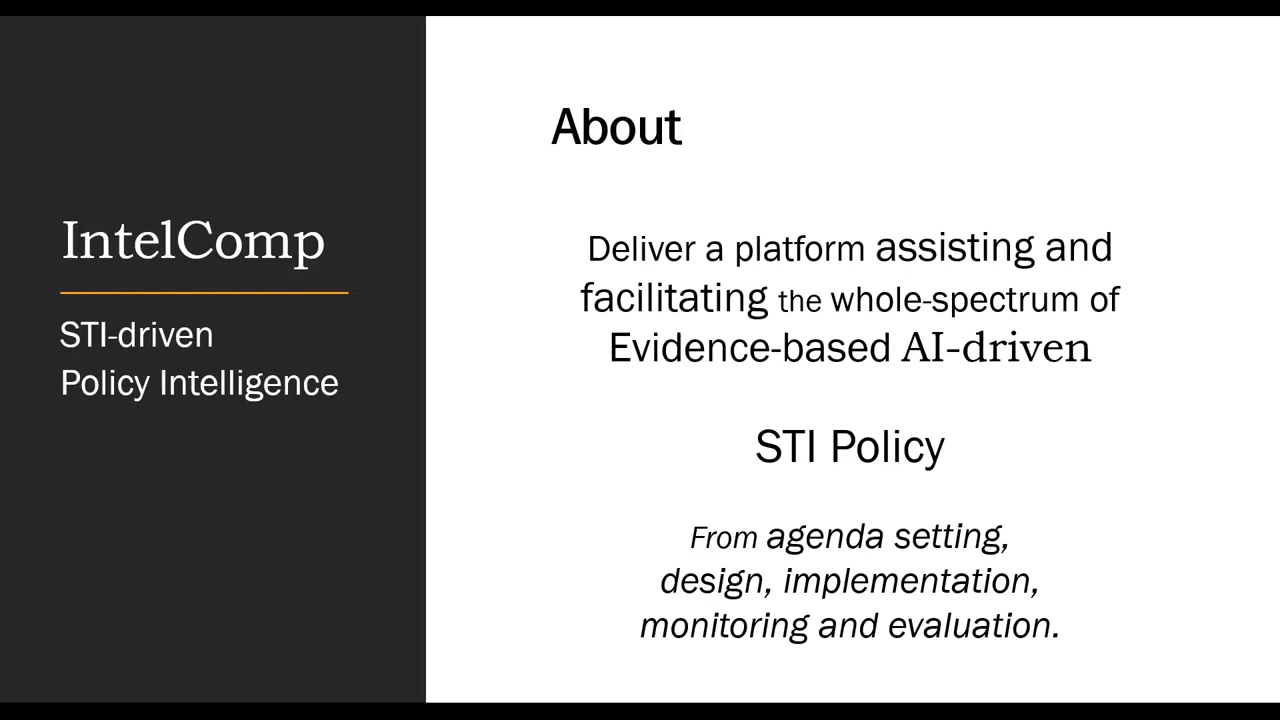 IntelComp
STI-driven
Policy Intelligence
About
Deliver a platform assisting and
facilitating the whole-spectrum of
Evidence-based AI-driven
STI Policy
From agenda setting,
design, implementation,
monitoring and evaluation.